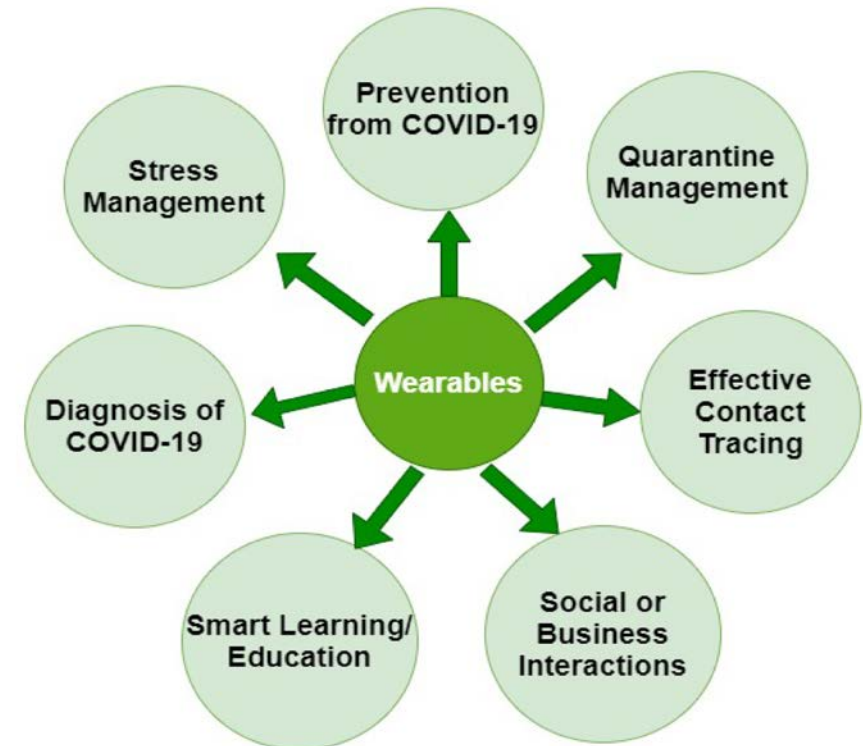 Prevention
from COVID-19
Quarantine
Management
Effective
Contact
Tracing
Social or
Business
Interactions
Smart Learning/
Education
Diagnosis of
COVID-19
Stress
Management
Wearables